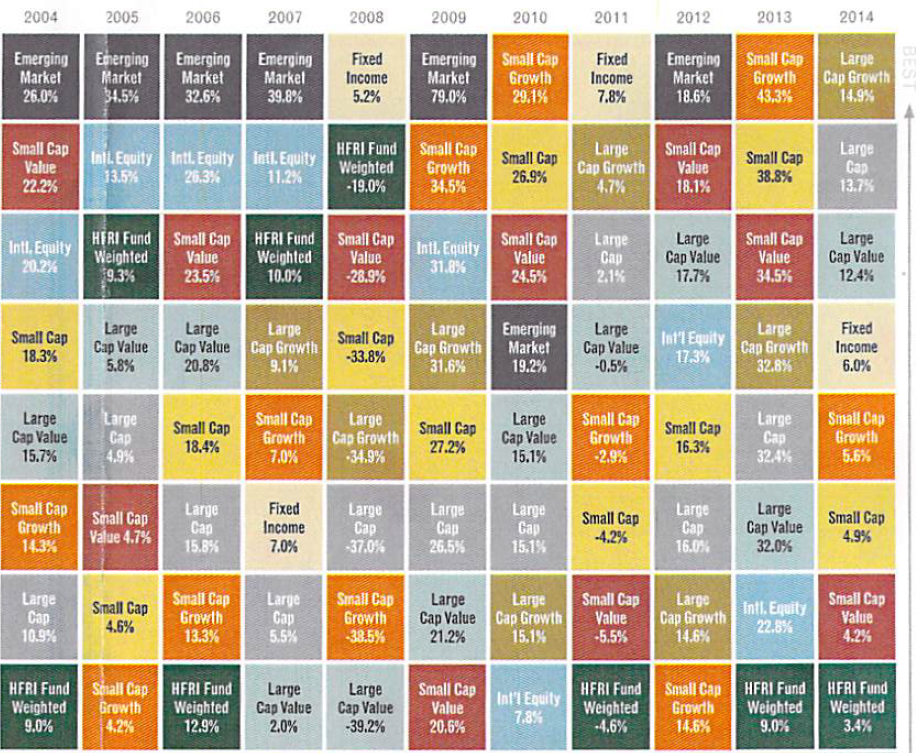 2004 2005 2006 2007 2008 2009 2010 2011 2012 2013 2014
BEST
Emerging
Market
26.0%
Emerging
Market
34.5%
Emerging
Market
32.6%
Emerging
Market
39.8%
Fixed
Income
5.2%
Emerging
Market
79.0%
Small Cap
Growth
29.1%
Fixed
Income
7.8%
Emerging
Market
18.6%
Small Cap
Growth
43.3%
Large
Cap Growth
14.9%
Small Cap
Value
22.2%
Intl. Equity
13.5%
Intl. Equity
26.3%
Intl. Equity
11.2%
HFRI Fund
Weighted
-19.0%
Small Cap
Growth
34.5%
Small Cap
26.9%
Large
Cap Growth
4.7%
Small Cap
Value
18.1%
Small Cap
38.8%
Large
Cap
13.7%
Intl. Equity
20.2%
HFRI Fund
Weighted
9.3%
Small Cap
Value
23.5%
HFRI Fund
Weighted
10.0%
Small Cap
Value
-28.9%
Intl. Equity
31.8%
Small Cap
Value
24.5%
Large
Cap
2.1%
Large
Cap Value
17.7%
Small Cap
Value
34.5%
Large
Cap Value
12.4%
Small Cap
18.3%
Large
Cap Value
5.8%
Large
Cap Value
20.8%
Large
Cap Growth
9.1%
Small Cap
-33.8%
Large
Cap Growth
31.6%
Emerging
Market
19.2%
Large
Cap Value
-0.5%
Int'l Equity
17.3%
Large
Cap Growth
32.8%
Fixed
Income
6.0%
Large
Cap Value
15.7%
Large
Cap
4.9%
Small Cap
18.4%
Small Cap
Growth
7.0%
Large
Cap Growth
-34.9%
Small Cap
27.2%
Large
Cap Value
15.1%
Small Cap
Growth
-2.9%
Small Cap
16.3%
Large
Cap
32.4%
Small Cap
Growth
5.6%
Small Cap
Growth
14.3%
Small Cap
Value 4.7%
Large
Cap
15.8%
Fixed
Income
7.0%
Large
Cap
-37.0%
Large
Cap
26.5%
Large
Cap
15.1%
Small Cap
-4.2%
Large
Cap
16.0%
Large
Cap Value
32.0%
Small Cap
4.9%
Large
Cap
10.9%
Small Cap
4.6%
Small Cap
Growth
13.3%
Large
Cap
5.5%
Small Cap
Growth
-38.5%
Large
Cap Value
21.2%
Large
Cap Growth
15.1%
Small Cap
Value
-5.5%
Large
Cap Growth
14.6%
Intl. Equity
22.8%
Small Cap
Value
4.2%
HFRI Fund
Weighted
9.0%
Small Cap
Growth
4.2%
HFRI Fund
Weighted
12.9%
Large
Cap Value
2.0%
Large
Cap Value
-39.2%
Small Cap
Value
20.6%
Int'l Equity
7.8%
HFRI Fund
Weighted
-4.6%
Small Cap
Growth
14.6%
HFRI Fund
Weighted
9.0%
HFRI Fund
Weighted
3.4%